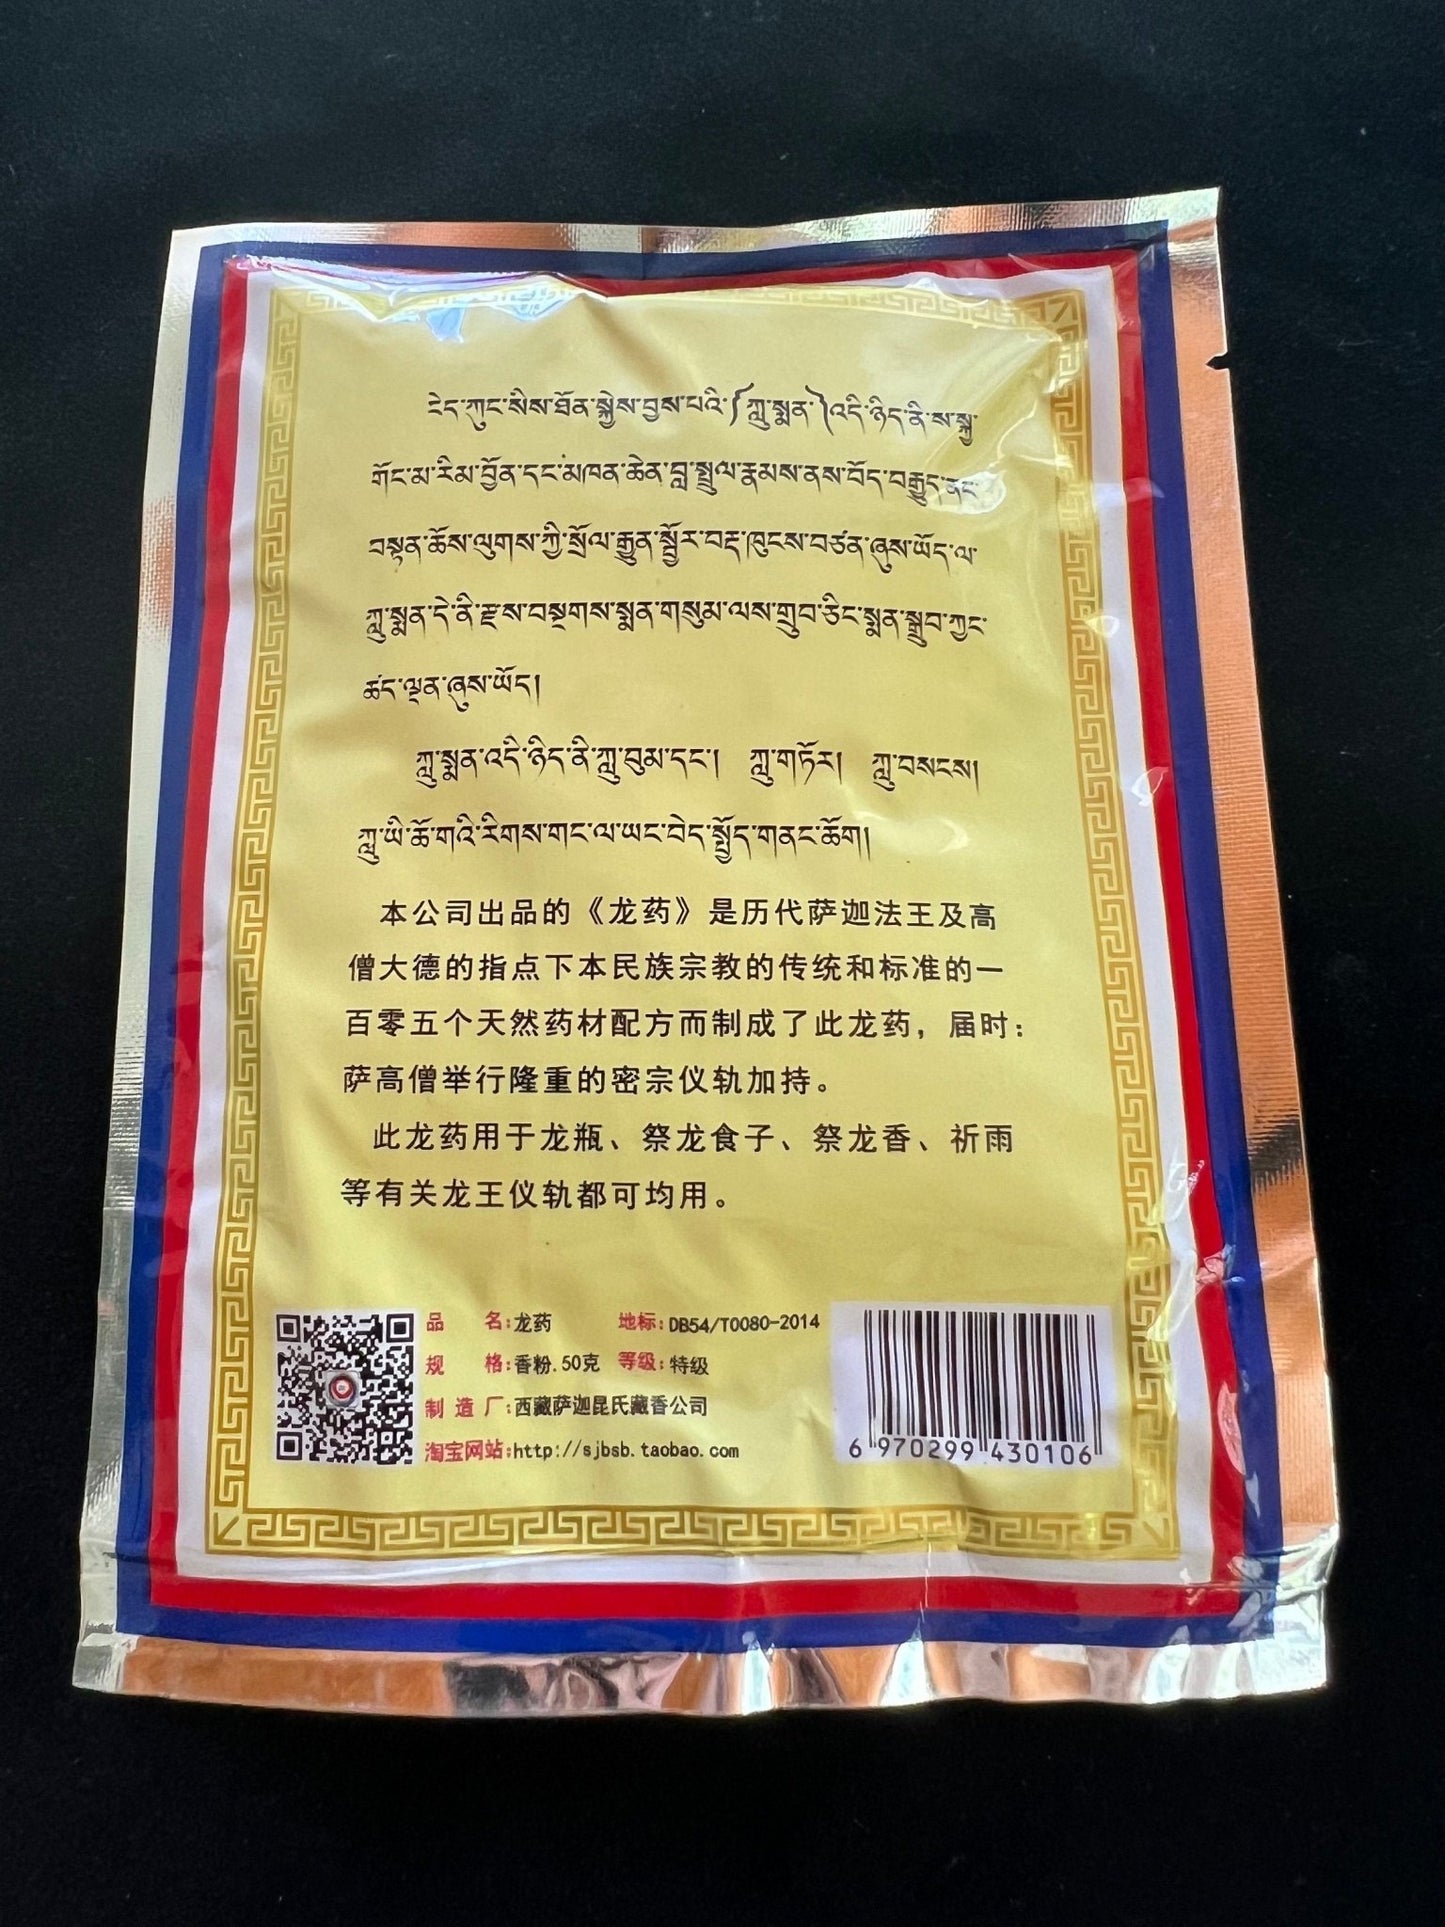 ངེད་ཀུང་སིས་ཐོན་སྐྱེས་བྱས་པའི་༼ཀླུ་སྨན་༽འདི་ཉིད་ནི་ས་སྐྱ་
གོང་མ་རིམ་བྱོན་དང་མཁན་ཆེན་བླ་སྤྲུལ་རྣམས་ནས་བོད་བརྒྱུད་ནང་
བསྟན་ཆོས་ལུགས་ཀྱི་སྲོལ་རྒྱུན་སྦྱོར་བརྡ་ཁུངས་བཙན་ཞུས་ཡོད་ལ་
ཀླུ་སྨན་དེ་ནི་རྫས་བསྔགས་སྨན་གསུམ་ལས་གྲུབ་ཅིང་སྨན་སྒྲུབ་ཀྱང་
ཚད་ལྡན་ཞུས་ཡོད།
ཀླུ་སྨན་འདི་ཉིད་ནི་ཀླུ་བུམ་དང་། ཀླུ་གཏོར། ཀླུ་བསངས།
ཀླུ་ཡི་ཆོ་གའི་རིགས་གང་ལ་ཡང་བེད་སྤྱོད་གནང་ཆོག།
本公司出品的《龙药》是历代萨迦法王及高
僧大德的指点下本民族宗教的传统和标准的一
百零五个天然药材配方而制成了此龙药，届时：
萨高僧举行隆重的密宗仪轨加持。
此龙药用于龙瓶、祭龙食子、祭龙香、祈雨
等有关龙王仪轨都可均用。
品 名:龙药 地标:DB54/T0080-2014
规 格:香粉.50克 等级:特级
制 造 厂:西藏萨迦昆氏藏香公司
淘宝网站:http://sjbsb.taobao.com
6 970299 430106